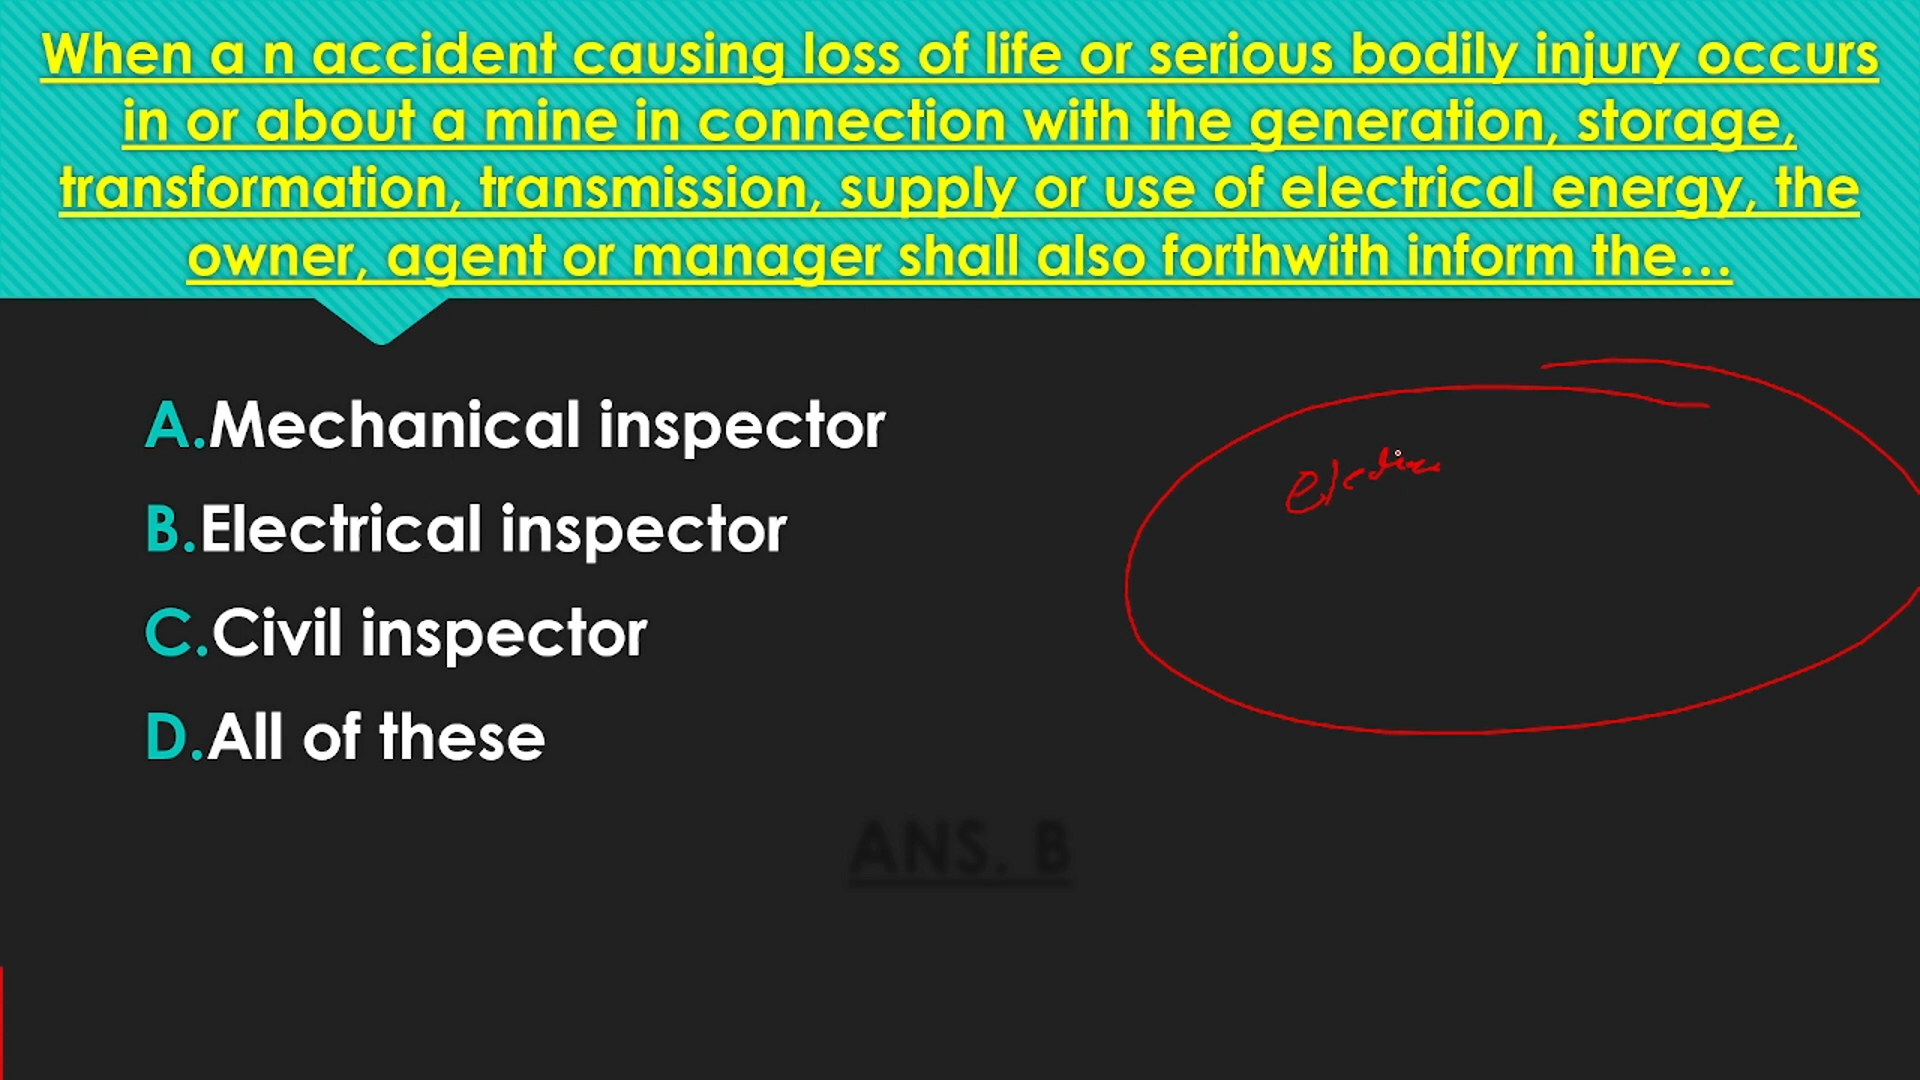 When a n accident causing loss of life or serious bodily injury occurs
in or about a mine in connection with the generation, storage,
transformation, transmission, supply or use of electrical energy, the
owner, agent or manager shall also forthwith inform the...
A.Mechanical inspector
B.Electrical inspector
C.Civil inspector
D.All of these
ANS. B